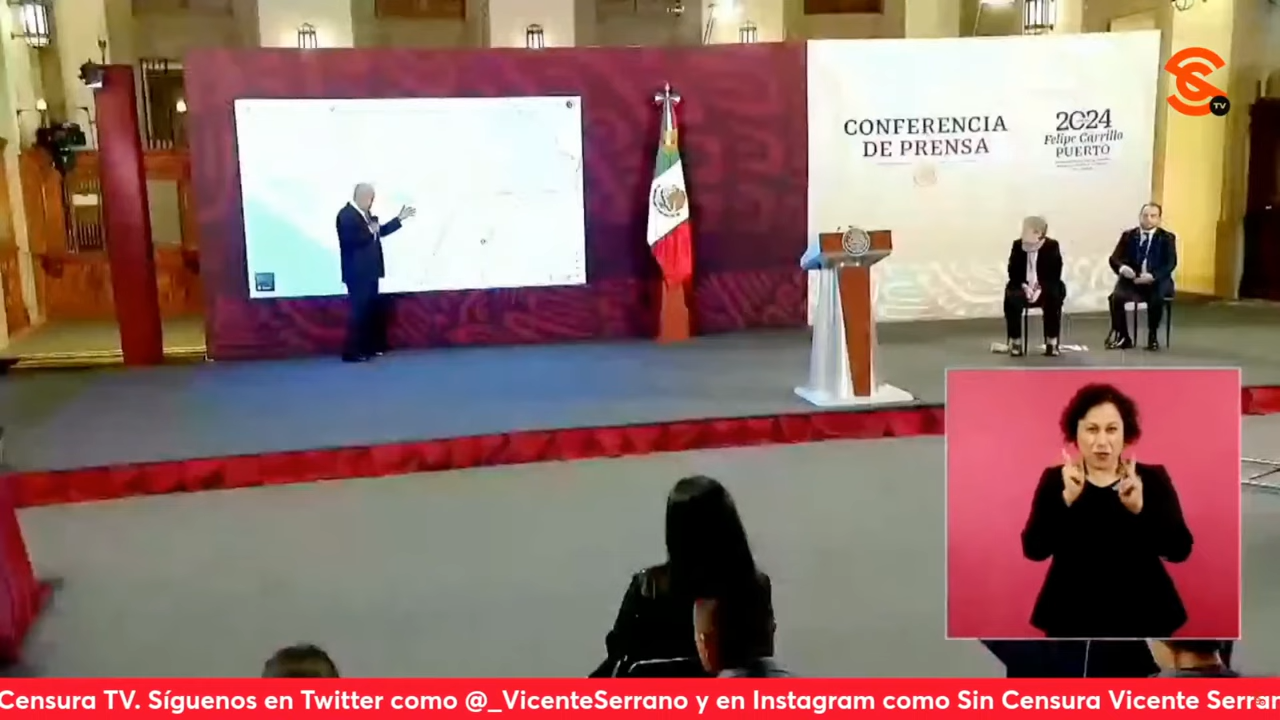 TV
CONFERENCIA
DE PRENSA
2024
Felipe Carrillo
PUERTO
Censura TV. Síguenos en Twitter como @_VicenteSerrano y en Instagram como Sin Censura Vicente Serran